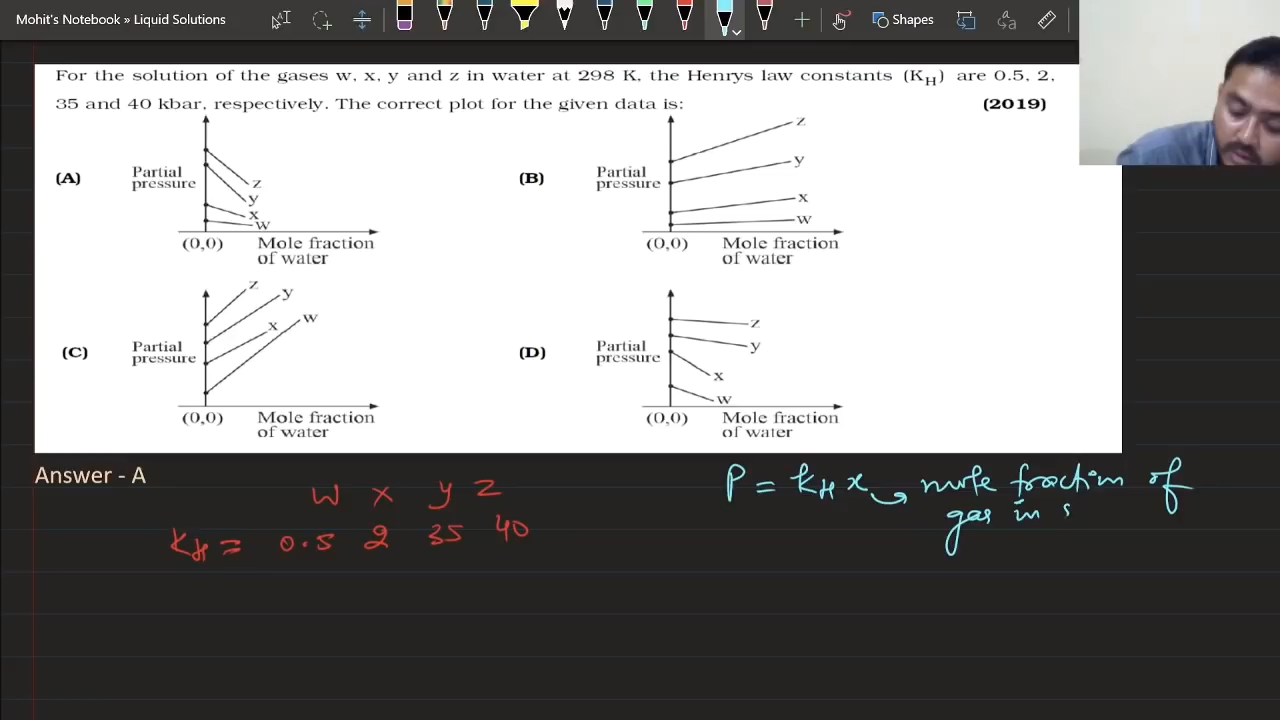 Mohit's Notebook » Liquid Solutions
Shapes
For the solution of the gases w, x, y and z in water at 298 K, the Henrys law constants (KH) are 0.5, 2,
35 and 40 kbar, respectively. The correct plot for the given data is:
(2019)
(A)
Partial
pressure
z
y
x
w
(0,0)
Mole fraction
of water
(B)
Partial
pressure
z
y
x
w
(0,0)
Mole fraction
of water
(C)
Partial
pressure
z
y
x
w
(0,0)
Mole fraction
of water
(D)
Partial
pressure
z
y
x
w
(0,0)
Mole fraction
of water
Answer - A
w x y z
KH = 0.5 2 35 40
P = KH x → mole fraction of
gas in s